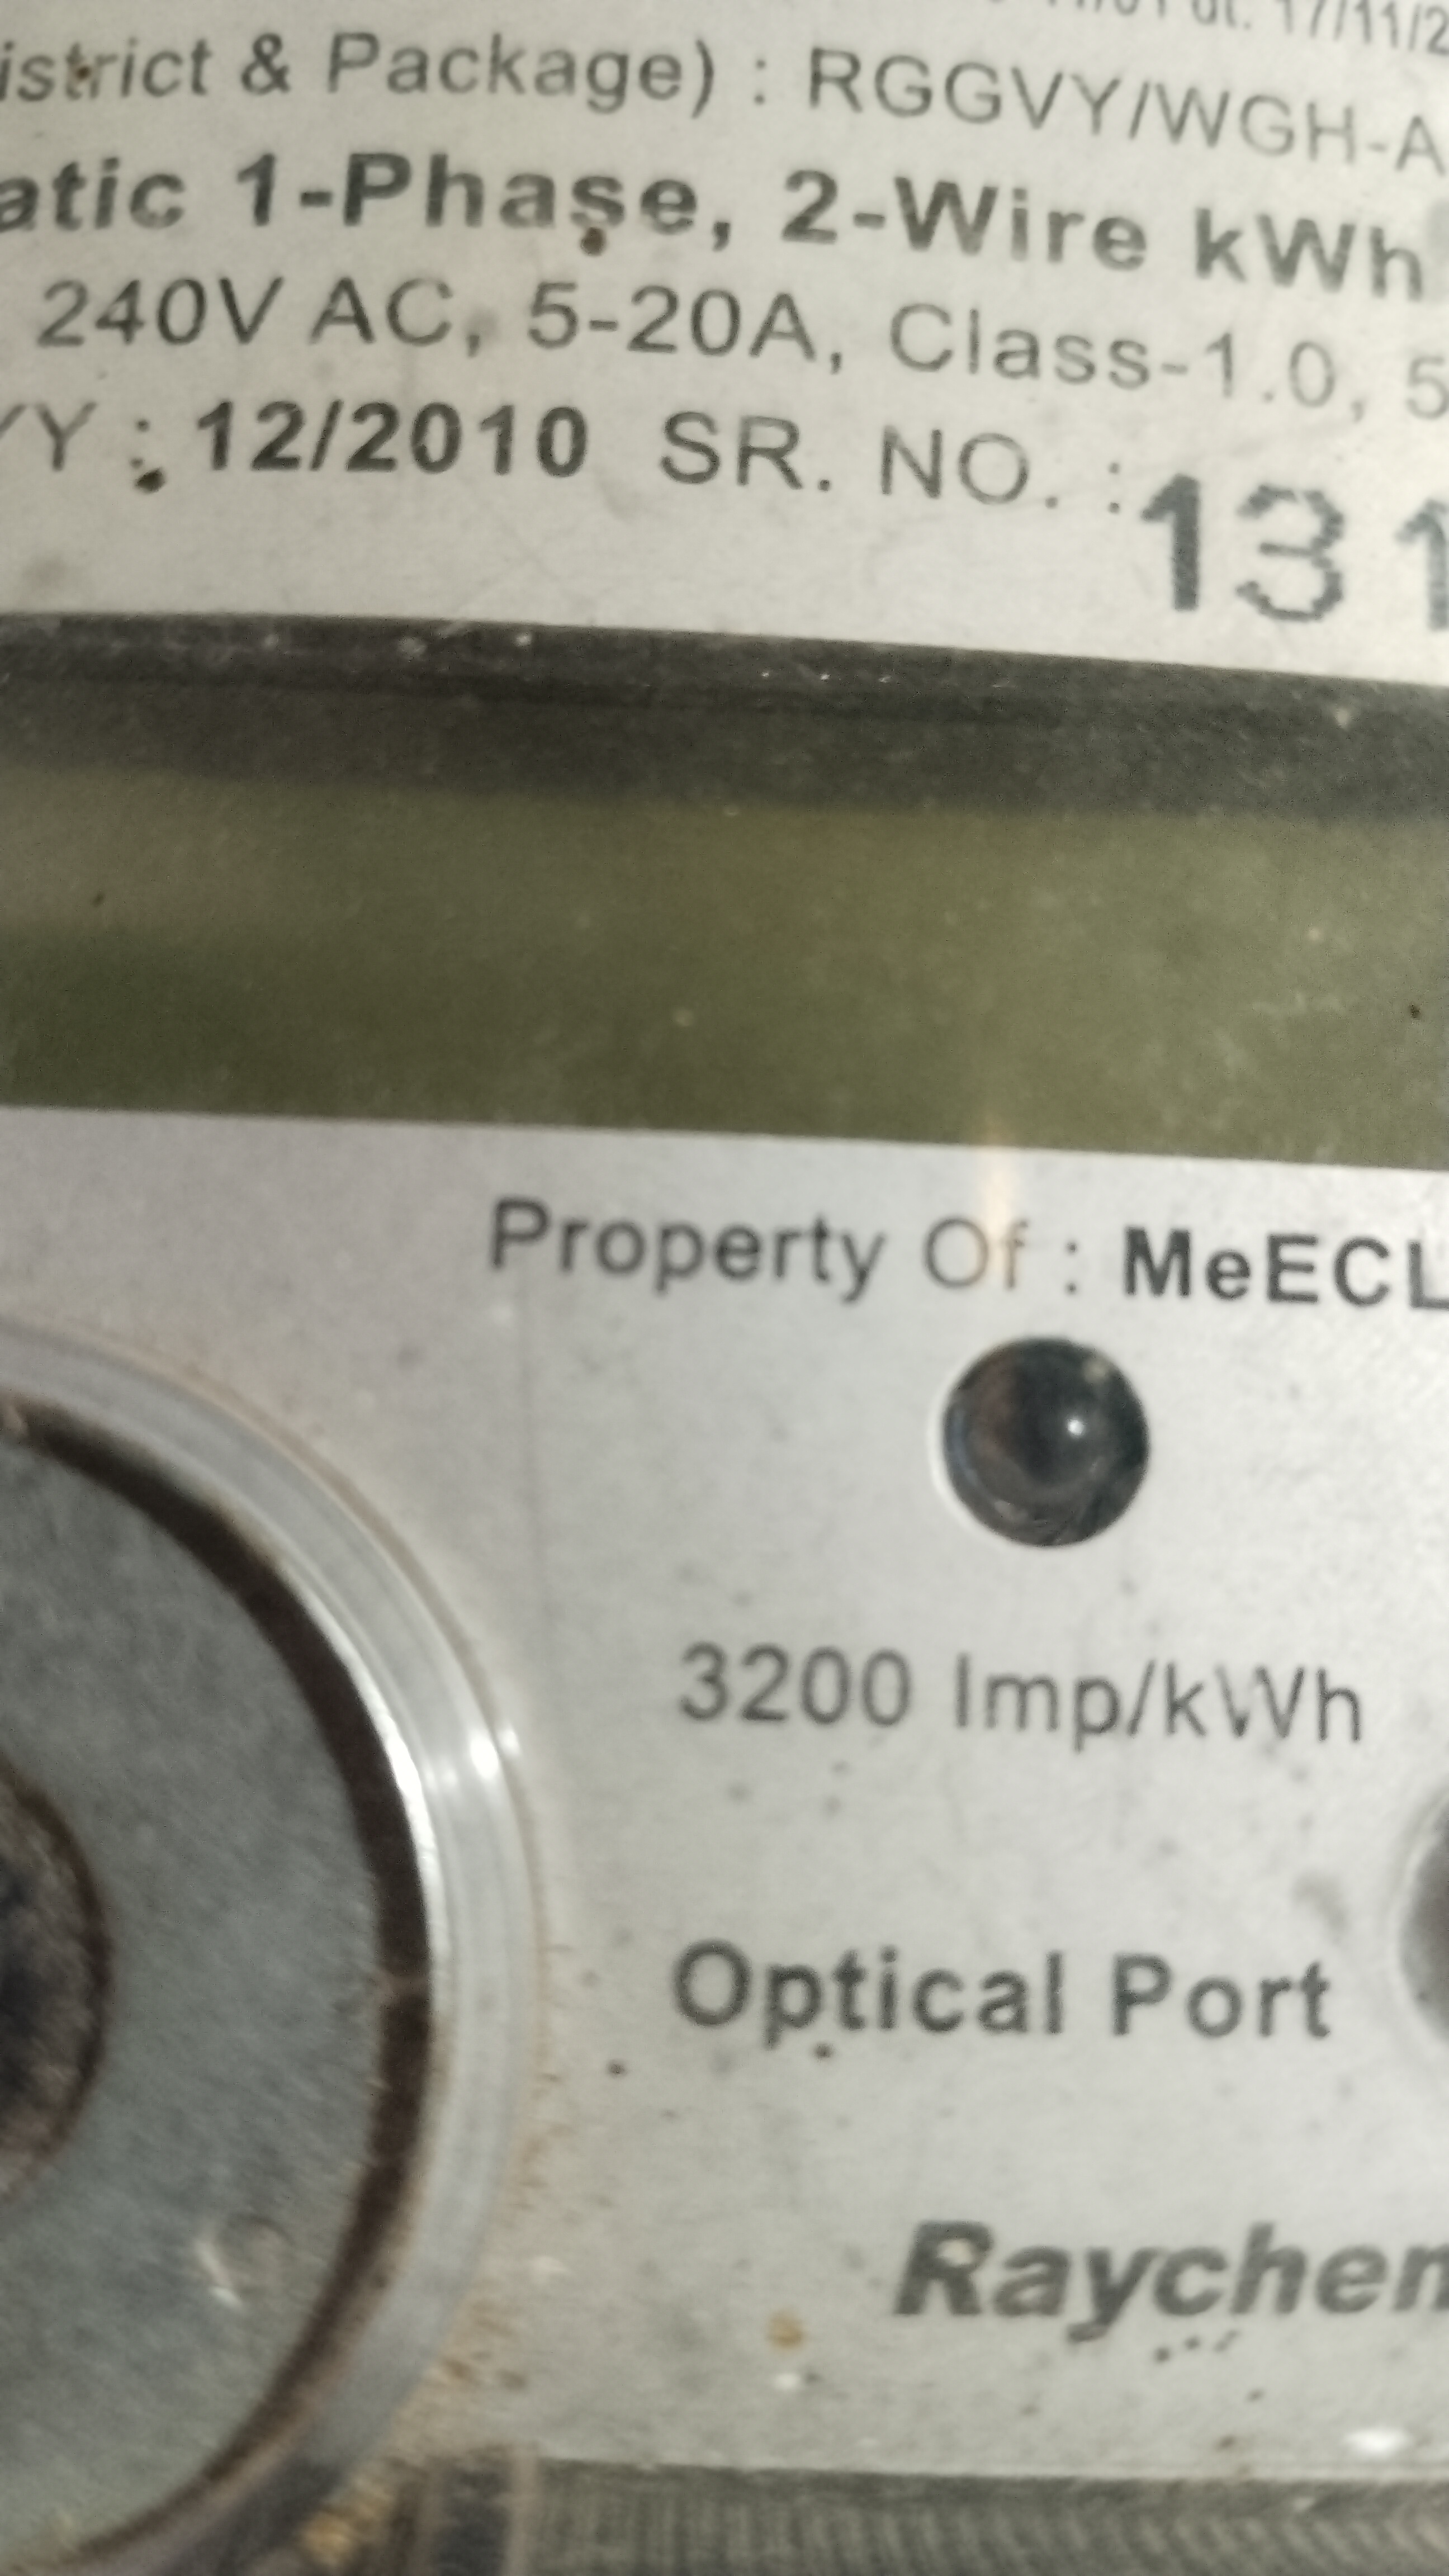 istrict & Package) : RGGVY/WGH-A
atic 1-Phase, 2-Wire kWh
240V AC, 5-20A, Class-1.0, 5
YY : 12/2010 SR. NO. : 131
Property Of : MeECL
3200 Imp/kWh
Optical Port
Raychem